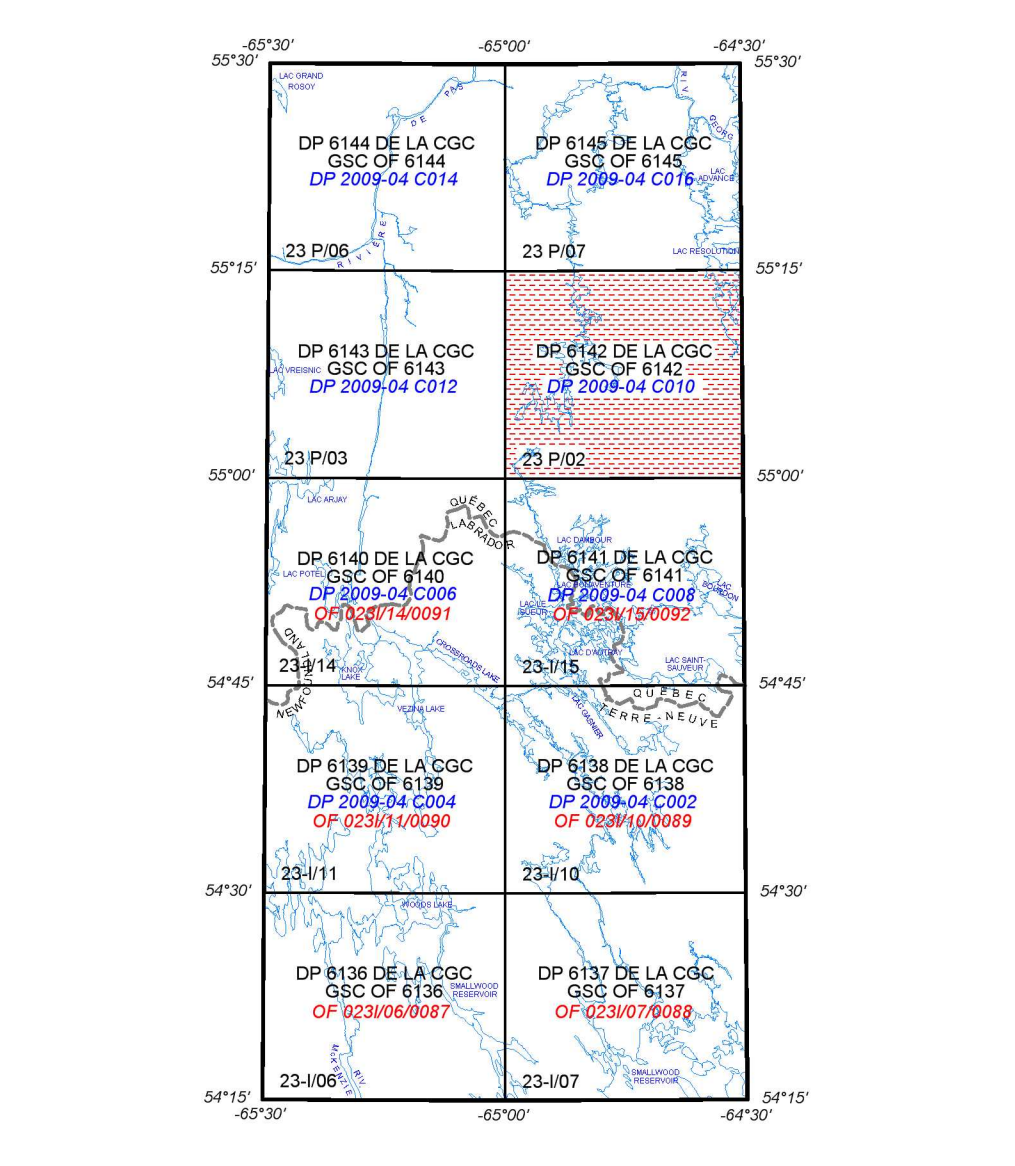 -65°30'
-65°00'
-64°30'
55°30'
55°30'
LAC GRAND
ROSOY
DE PAS
RIVIÈRE
DP 6144 DE LA CGC
GSC OF 6144
DP 2009-04 C014
23 P/06
RIV
GEORG
DP 6145 DE LA CGC
GSC OF 6145
DP 2009-04 C016
LAC
ADVANCE
LAC RESOLUTION
23 P/07
55°15'
55°15'
DP 6143 DE LA CGC
GSC OF 6143
DP 2009-04 C012
LAC VREISNIC
23 P/03
DP 6142 DE LA CGC
GSC OF 6142
DP 2009-04 C010
23 P/02
55°00'
55°00'
LAC ARJAY
QUÉBEC
LABRADOR
DP 6140 DE LA CGC
GSC OF 6140
DP 2009-04 C006
OF 023I/14/0091
LAC POTEL
NEWFOUNDLAND
23-I/14
KNOX
LAKE
CROSSROADS LAKE
LAC DAMBOUR
DP 6141 DE LA CGC
GSC OF 6141
LAC BONAVENTURE
DP 2009-04 C008
OF 023I/15/0092
LAC
BOURDON
LAC LE
SUEUR
LAC D'AUTRAY
LAC SAINT-
SAUVEUR
23-I/15
54°45'
54°45'
QUÉBEC
TERRE-NEUVE
VEZINA LAKE
LAC GASNIER
DP 6139 DE LA CGC
GSC OF 6139
DP 2009-04 C004
OF 023I/11/0090
23-I/11
DP 6138 DE LA CGC
GSC OF 6138
DP 2009-04 C002
OF 023I/10/0089
23-I/10
54°30'
54°30'
WOODS LAKE
DP 6136 DE LA CGC
GSC OF 6136
OF 023I/06/0087
SMALLWOOD
RESERVOIR
McKENZIE
RIV
23-I/06
DP 6137 DE LA CGC
GSC OF 6137
OF 023I/07/0088
SMALLWOOD
RESERVOIR
23-I/07
54°15'
54°15'
-65°30'
-65°00'
-64°30'